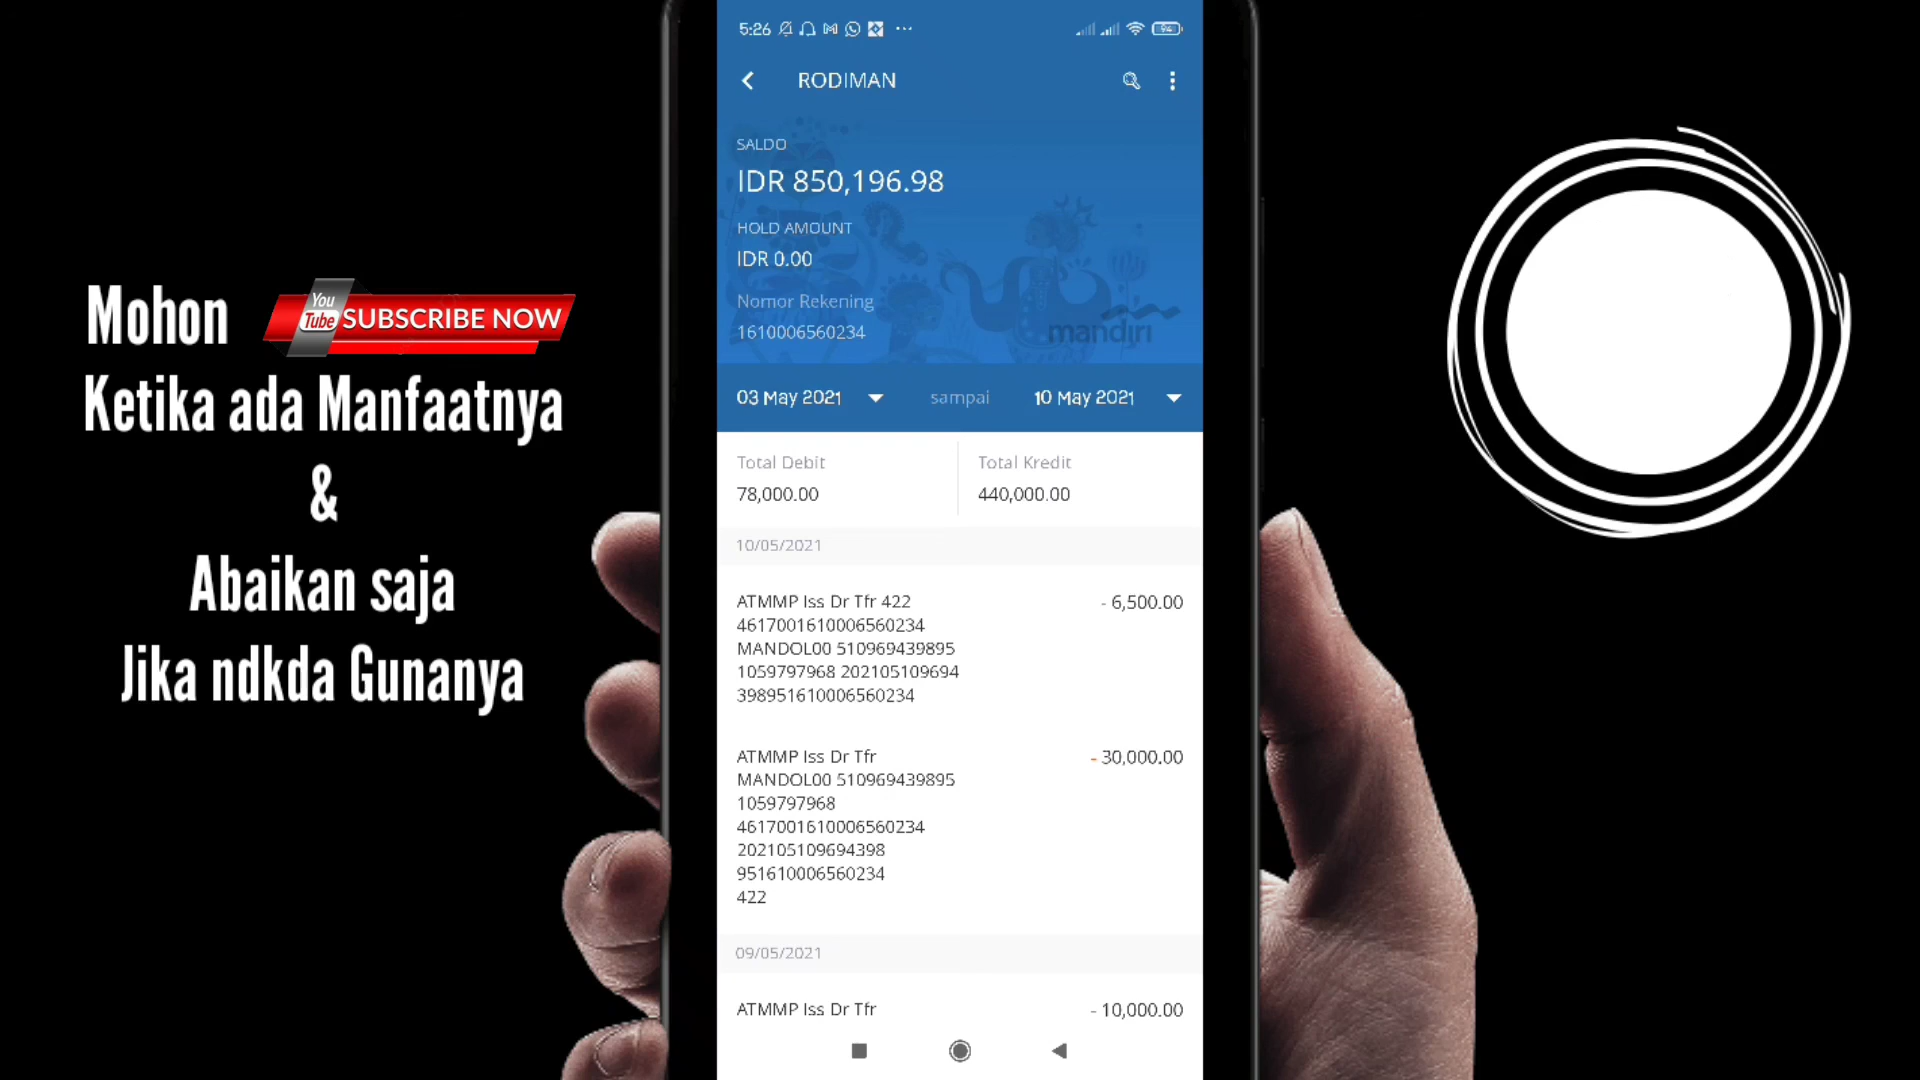 Mohon
You
Tube SUBSCRIBE NOW
Ketika ada Manfaatnya
&
Abaikan saja
Jika ndkda Gunanya
5:26
94
RODIMAN
SALDO
IDR 850,196.98
HOLD AMOUNT
IDR 0.00
Nomor Rekening
1610006560234
mandiri
03 May 2021 sampai 10 May 2021
Total Debit Total Kredit
78,000.00 440,000.00
10/05/2021
ATMMP Iss Dr Tfr 422 - 6,500.00
4617001610006560234
MANDOL00 510969439895
1059797968 202105109694
398951610006560234
ATMMP Iss Dr Tfr - 30,000.00
MANDOL00 510969439895
1059797968
4617001610006560234
202105109694398
951610006560234
422
09/05/2021
ATMMP Iss Dr Tfr - 10,000.00